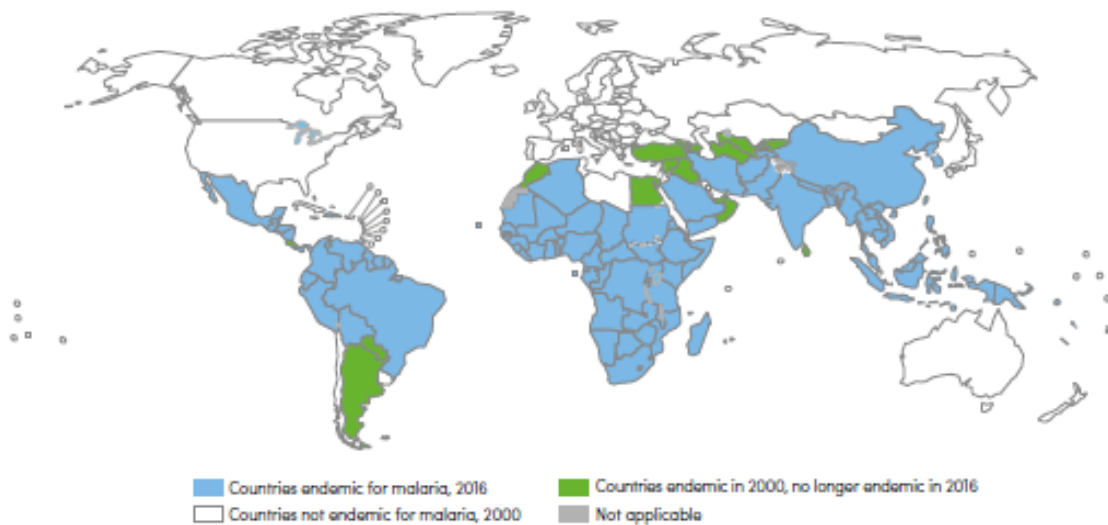 Countries endemic for malaria, 2016
Countries endemic in 2000, no longer endemic in 2016
Countries not endemic for malaria, 2000
Not applicable